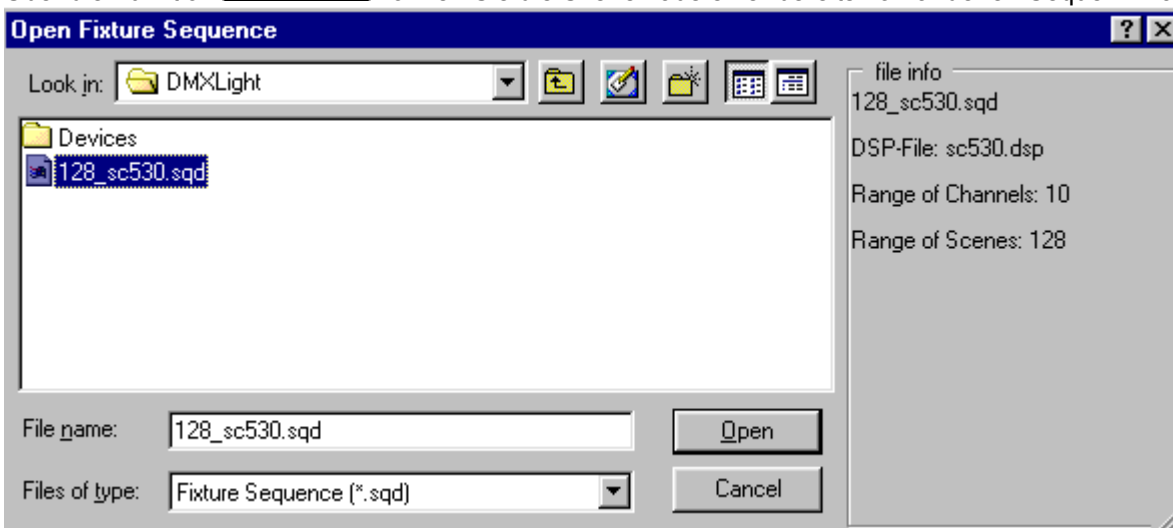 Open Fixture Sequence
Look in: DMXLight
Devices
128_sc530.sqd
File name: 128_sc530.sqd Open
Files of type: Fixture Sequence (*.sqd) Cancel
file info
128_sc530.sqd
DSP-File: sc530.dsp
Range of Channels: 10
Range of Scenes: 128